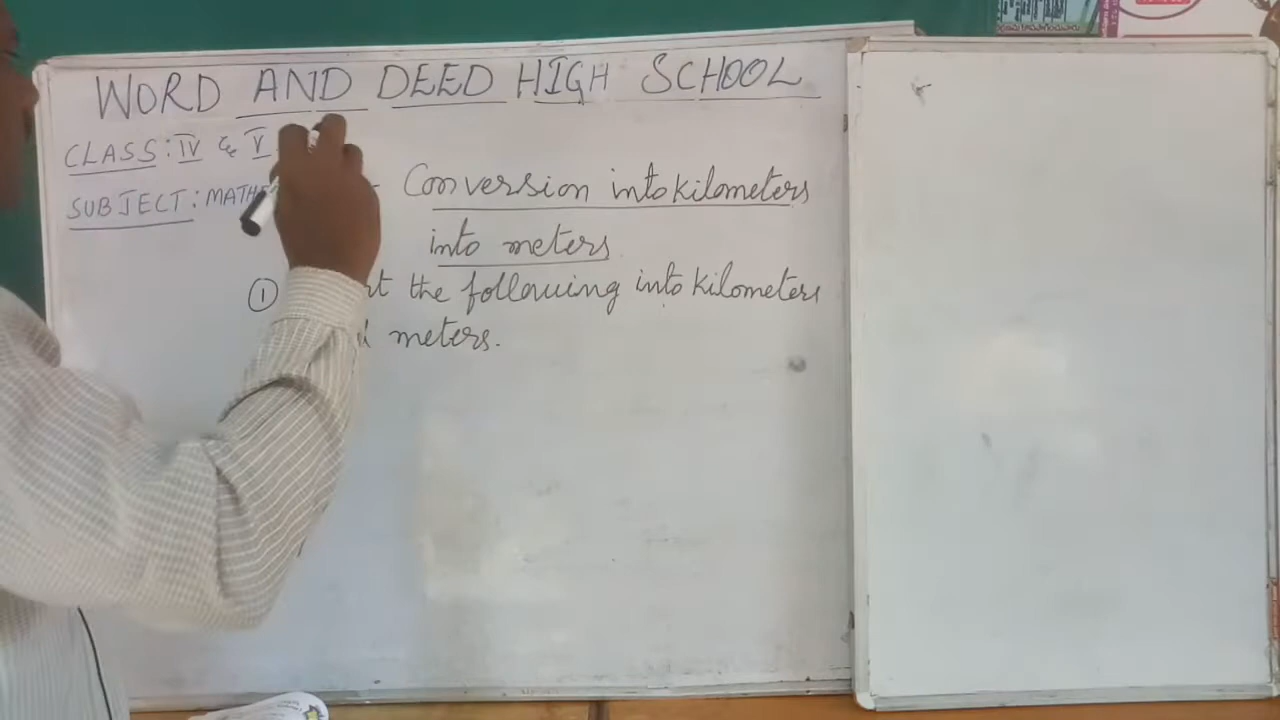 WORD AND DEED HIGH SCHOOL
CLASS: IV & V
SUBJECT: MATHE
Conversion into kilometers
into meters.
① the following into kilometers
meters.